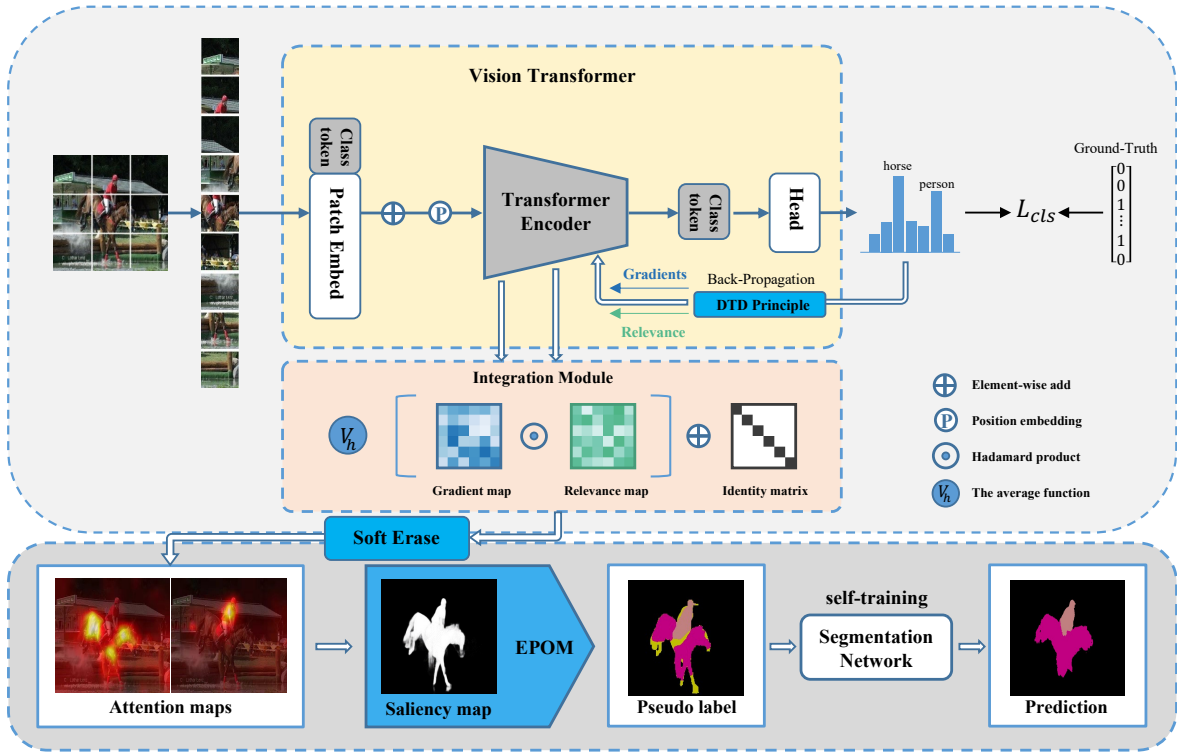 Vision Transformer
Class
token
Patch Embed
P
Transformer
Encoder
Class
token
Head
horse
person
L_cls
Ground-Truth
0
0
1
⋮
1
0
Gradients
Back-Propagation
DTD Principle
Relevance
Integration Module
V_h
Gradient map
Relevance map
Identity matrix
Element-wise add
P
Position embedding
Hadamard product
V_h
The average function
Soft Erase
Attention maps
Saliency map
EPOM
Pseudo label
self-training
Segmentation
Network
Prediction